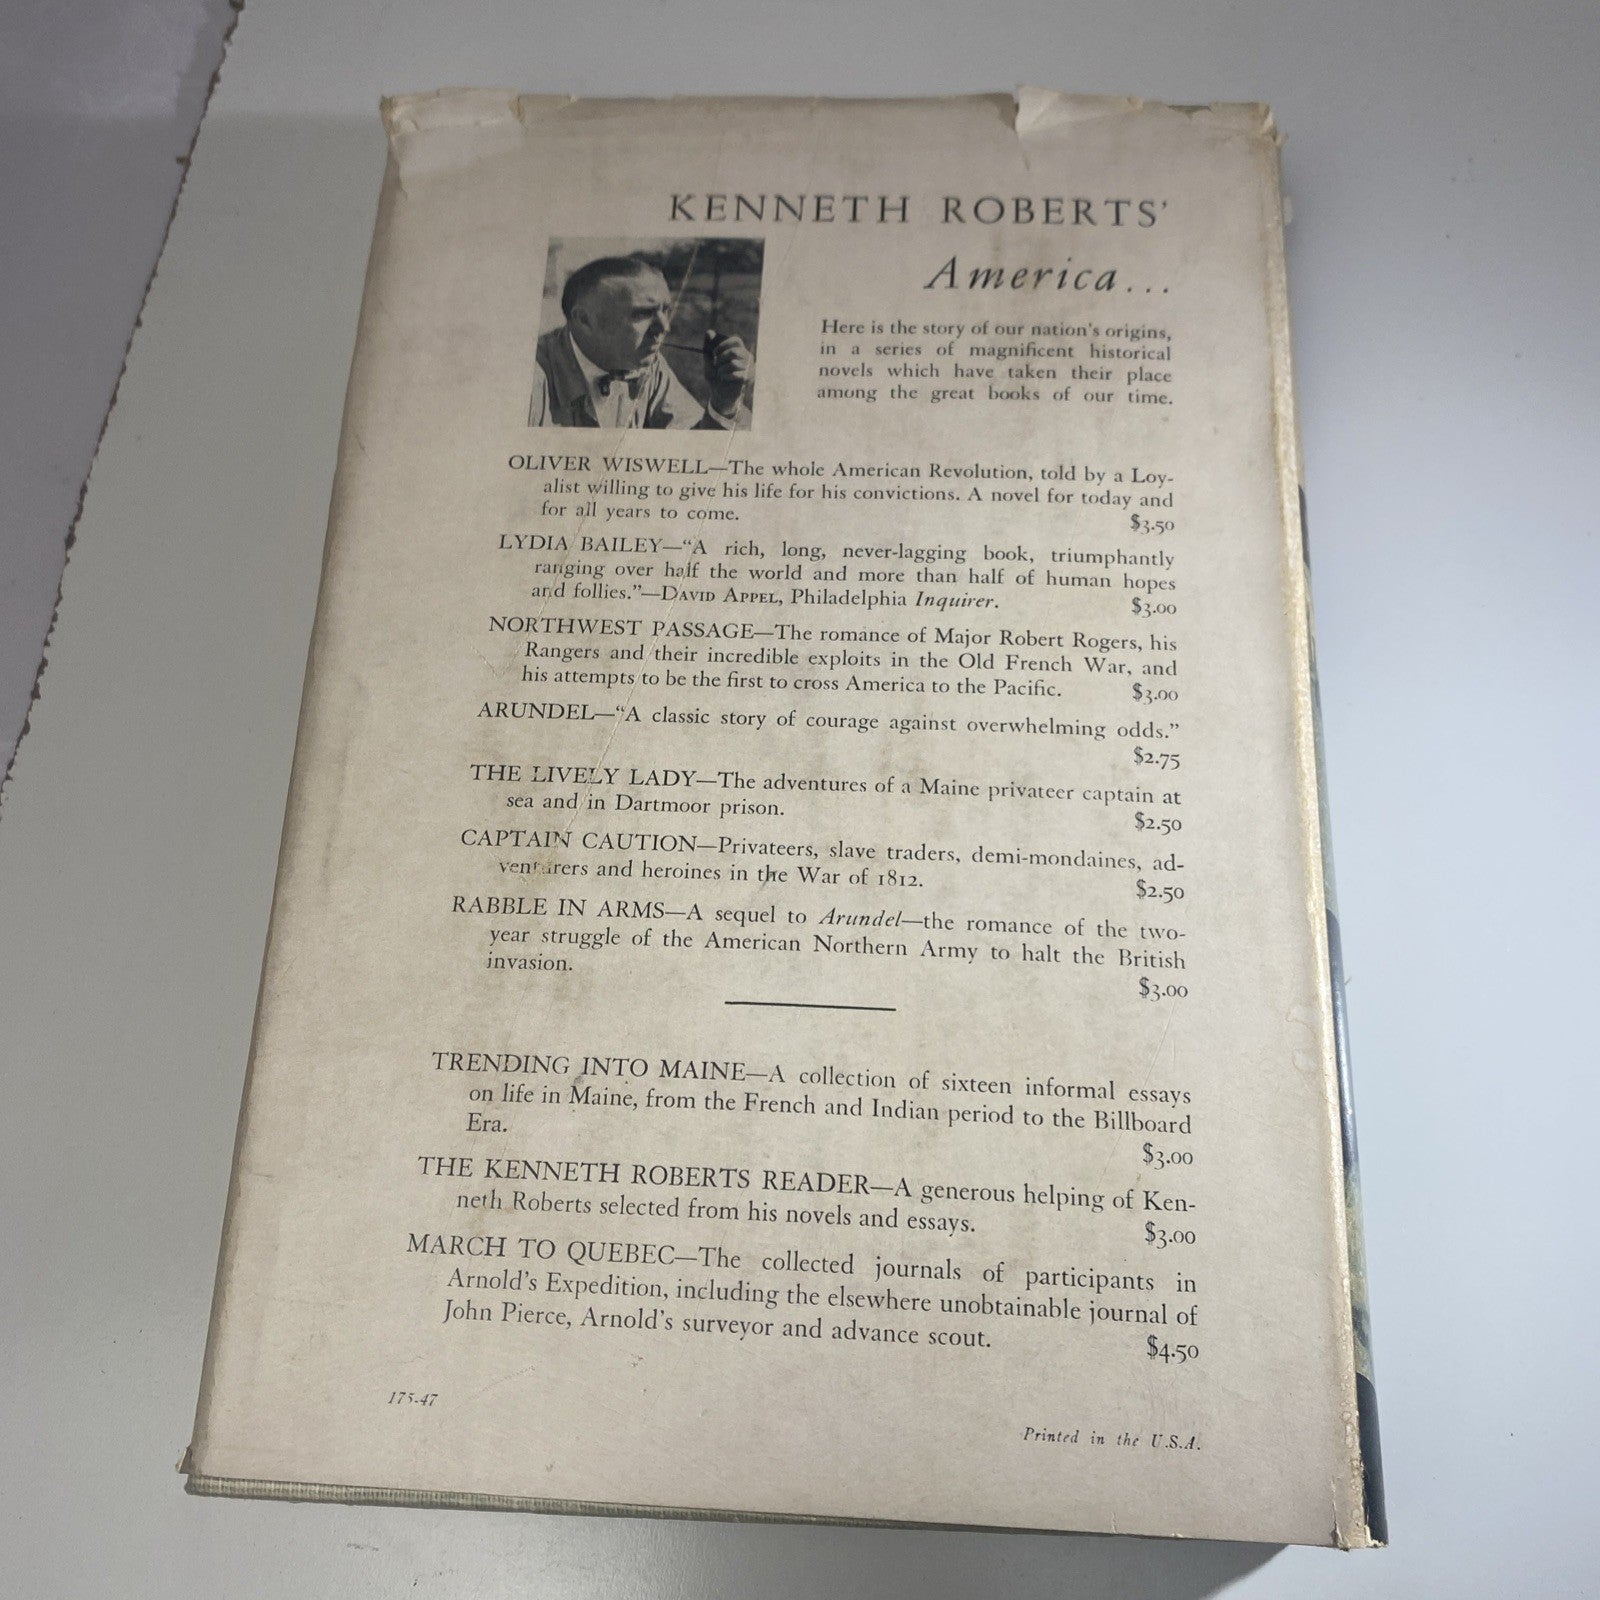 KENNETH ROBERTS’
America...
Here is the story of our nation's origins,
in a series of magnificent historical
novels which have taken their place
among the great books of our time.
OLIVER WISWELL—The whole American Revolution, told by a Loy-
alist willing to give his life for his convictions. A novel for today and
for all years to come. $3.50
LYDIA BAILEY—“A rich, long, never-lagging book, triumphantly
ranging over half the world and more than half of human hopes
and follies.”—DAVID APPEL, Philadelphia Inquirer. $3.00
NORTHWEST PASSAGE—The romance of Major Robert Rogers, his
Rangers and their incredible exploits in the Old French War, and
his attempts to be the first to cross America to the Pacific. $3.00
ARUNDEL—“A classic story of courage against overwhelming odds.”
$2.75
THE LIVELY LADY—The adventures of a Maine privateer captain at
sea and in Dartmoor prison. $2.50
CAPTAIN CAUTION—Privateers, slave traders, demi-mondaines, ad-
venturers and heroines in the War of 1812. $2.50
RABBLE IN ARMS—A sequel to Arundel—the romance of the two-
year struggle of the American Northern Army to halt the British
invasion. $3.00
TRENDING INTO MAINE—A collection of sixteen informal essays
on life in Maine, from the French and Indian period to the Billboard
Era. $3.00
THE KENNETH ROBERTS READER—A generous helping of Ken-
neth Roberts selected from his novels and essays. $3.00
MARCH TO QUEBEC—The collected journals of participants in
Arnold's Expedition, including the elsewhere unobtainable journal of
John Pierce, Arnold's surveyor and advance scout. $4.50
175-47
Printed in the U.S.A.